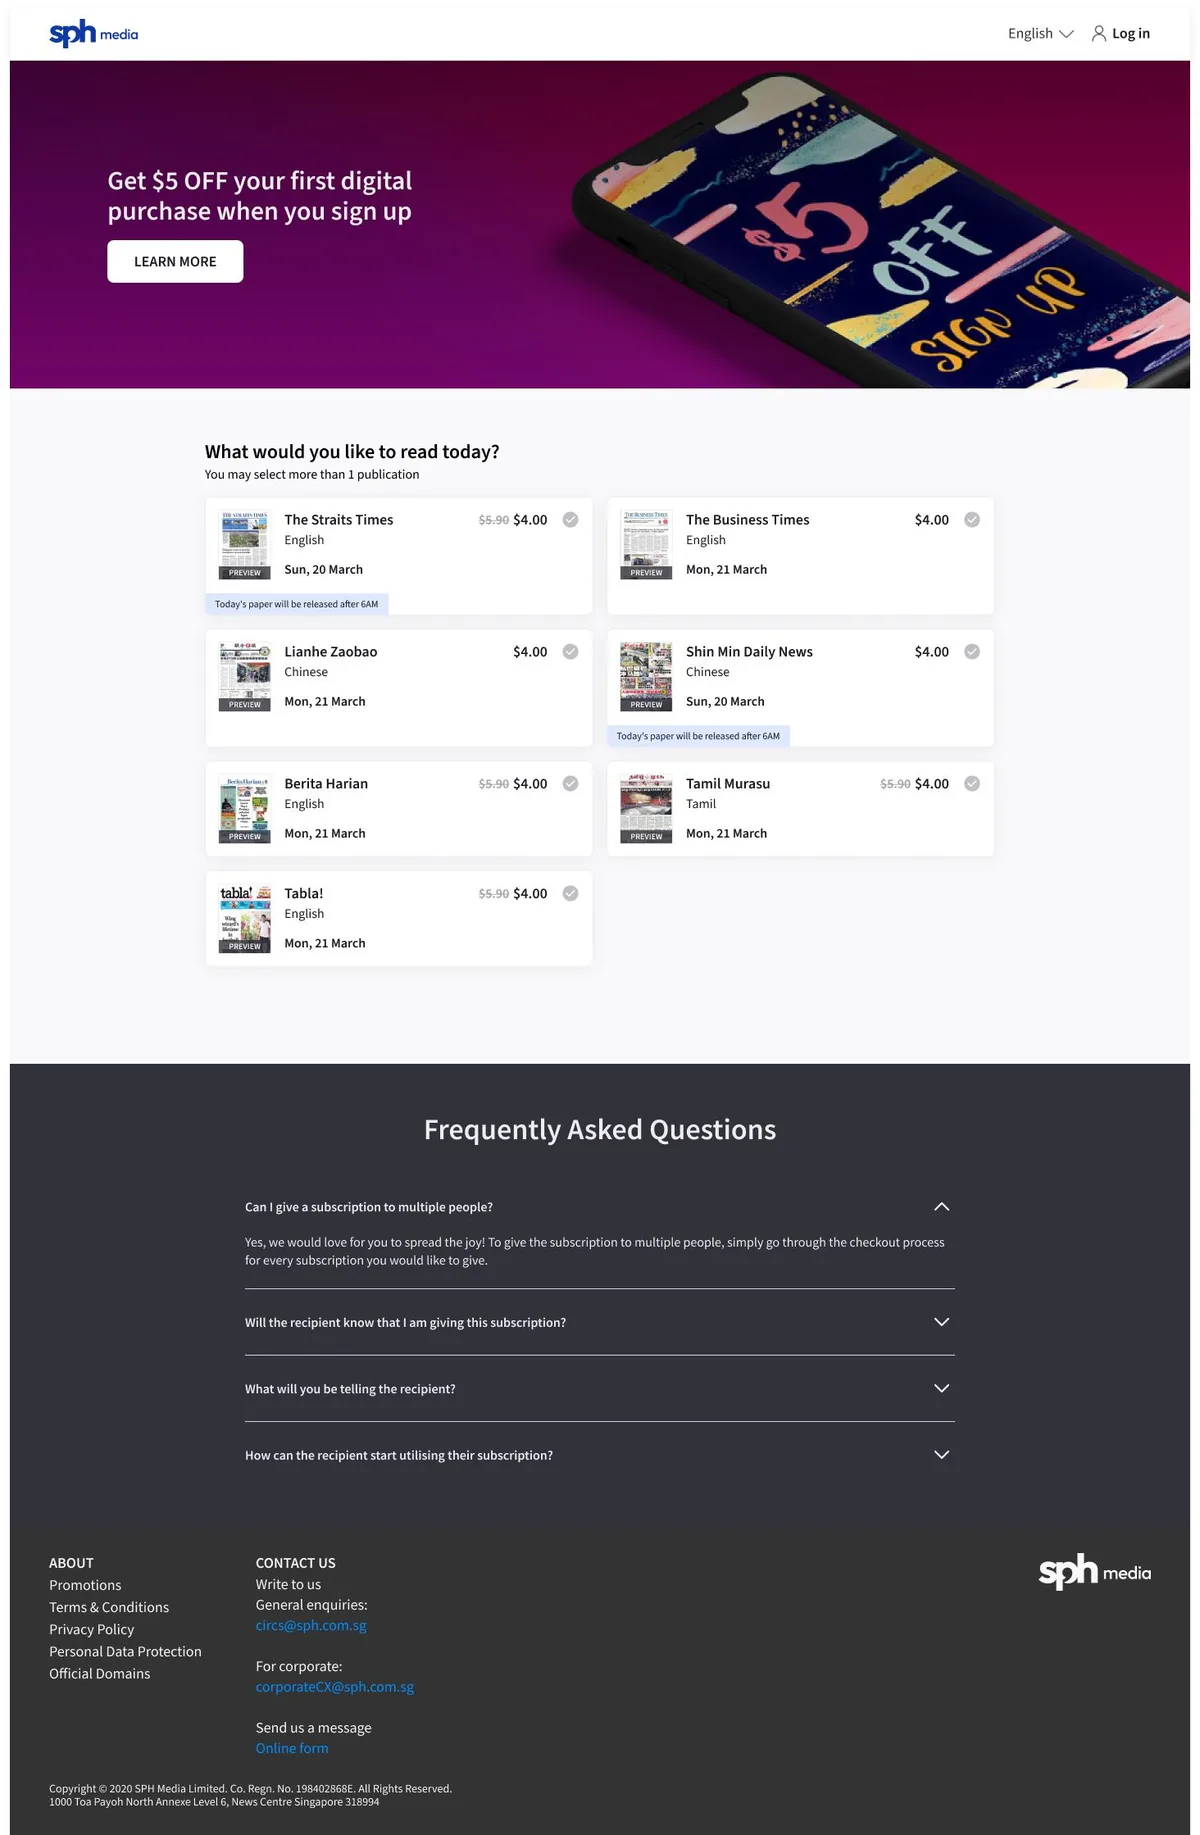 sph media
English
Log in
Get $5 OFF your first digital
purchase when you sign up
LEARN MORE
$5
OFF
SIGN UP
What would you like to read today?
You may select more than 1 publication
THE STRAITS TIMES
PREVIEW
The Straits Times
$5.90 $4.00
English
Sun, 20 March
Today's paper will be released after 6AM
THE BUSINESS TIMES
PREVIEW
The Business Times
$4.00
English
Mon, 21 March
PREVIEW
Lianhe Zaobao
$4.00
Chinese
Mon, 21 March
PREVIEW
Shin Min Daily News
$4.00
Chinese
Sun, 20 March
Today's paper will be released after 6AM
Berita Harian
PREVIEW
Berita Harian
$5.90 $4.00
English
Mon, 21 March
PREVIEW
Tamil Murasu
$5.90 $4.00
Tamil
Mon, 21 March
tabla!
PREVIEW
Tabla!
$5.90 $4.00
English
Mon, 21 March
Frequently Asked Questions
Can I give a subscription to multiple people?
Yes, we would love for you to spread the joy! To give the subscription to multiple people, simply go through the checkout process
for every subscription you would like to give.
Will the recipient know that I am giving this subscription?
What will you be telling the recipient?
How can the recipient start utilising their subscription?
ABOUT
Promotions
Terms & Conditions
Privacy Policy
Personal Data Protection
Official Domains
CONTACT US
Write to us
General enquiries:
circs@sph.com.sg
For corporate:
corporateCX@sph.com.sg
Send us a message
Online form
sph media
Copyright © 2020 SPH Media Limited. Co. Regn. No. 198402868E. All Rights Reserved.
1000 Toa Payoh North Annexe Level 6, News Centre Singapore 318994